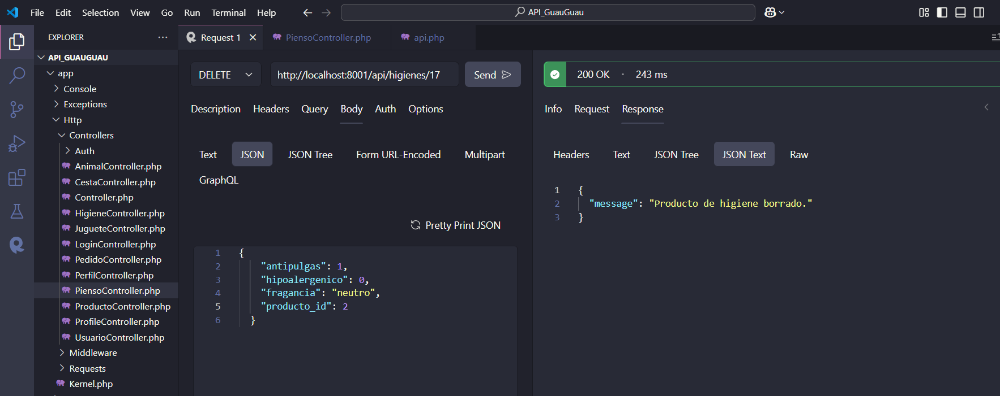 File Edit Selection View Go Run Terminal Help
API_GuauGuau
EXPLORER
Request 1
PiensoController.php
api.php
API_GUAUGUAU
app
Console
Exceptions
Http
Controllers
Auth
AnimalController.php
CestaController.php
Controller.php
HigieneController.php
JugueteController.php
LoginController.php
PedidoController.php
PerfilController.php
PiensoController.php
ProductoController.php
ProfileController.php
UsuarioController.php
Middleware
Requests
Kernel.php
DELETE
http://localhost:8001/api/higienes/17
Send
Description Headers Query Body Auth Options
Text JSON JSON Tree Form URL-Encoded Multipart
GraphQL
Pretty Print JSON
1 {
2 "antipulgas": 1,
3 "hipoalergenico": 0,
4 "fragancia": "neutro",
5 "producto_id": 2
6 }
200 OK · 243 ms
Info Request Response
Headers Text JSON Tree JSON Text Raw
1 {
2 "message": "Producto de higiene borrado."
3 }